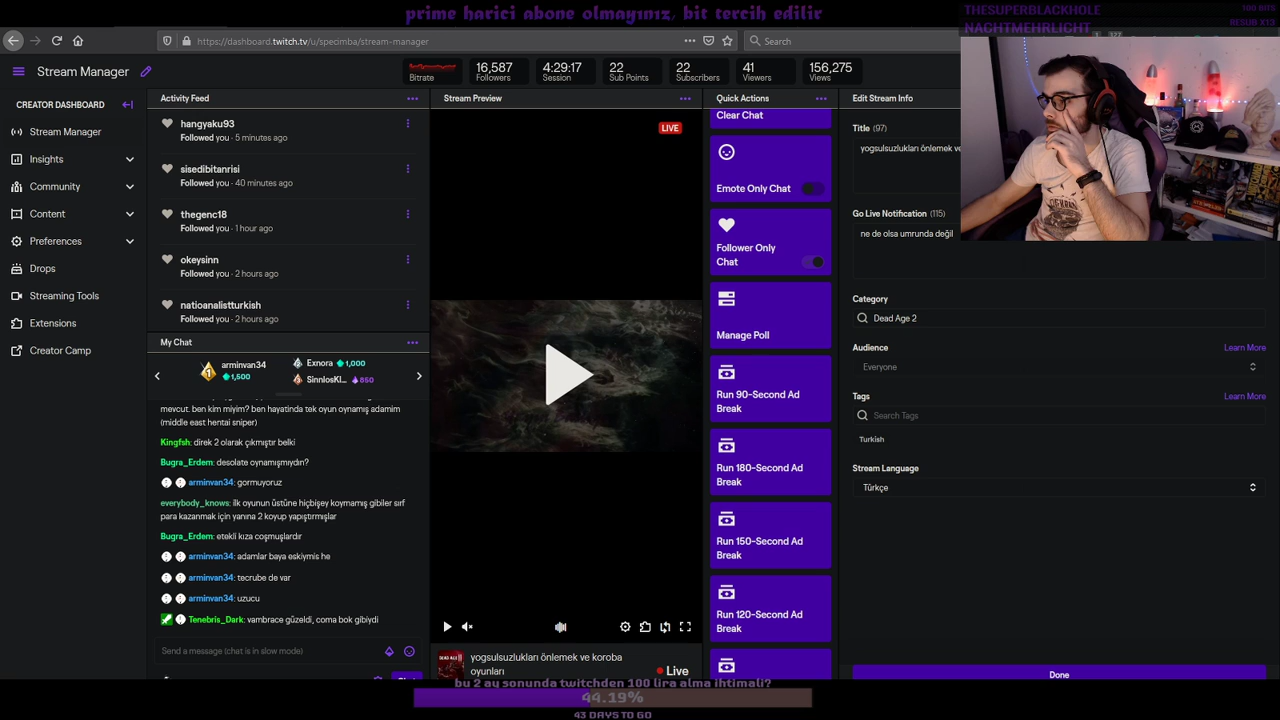 prime harici abone olmayınız, bit tercih edilir
THESUPERBLACKHOLE
100 BITS
NACHTMEHRLICHT
RESUB X13
https://dashboard.twitch.tv/u/specimba/stream-manager
Search
Stream Manager
Bitrate
16,587
Followers
4:29:17
Session
22
Sub Points
22
Subscribers
41
Viewers
156,275
Views
CREATOR DASHBOARD
Stream Manager
Insights
Community
Content
Preferences
Drops
Streaming Tools
Extensions
Creator Camp
Activity Feed
hangyaku93
Followed you · 5 minutes ago
sisedibitanrisi
Followed you · 40 minutes ago
thegenc18
Followed you · 1 hour ago
okeysinn
Followed you · 2 hours ago
natioanalistturkish
Followed you · 2 hours ago
My Chat
1
arminvan34
1,500
Exnora 1,000
SinnlosKl... 850
mevcut. ben kim miyim? ben hayatinda tek oyun oynamış adamim
(middle east hentai sniper)
Kingfsh: direk 2 olarak çıkmıştır belki
Bugra_Erdem: desolate oynamışmıydın?
arminvan34: gormuyoruz
everybody_knows: ilk oyunun üstüne hiçbişey koymamış gibiler sırf
para kazanmak için yanına 2 koyup yapıştırmışlar
Bugra_Erdem: etekli kıza coşmuşlardır
arminvan34: adamlar baya eskiymis he
arminvan34: tecrube de var
arminvan34: uzucu
Tenebris_Dark: vambrace güzeldi, coma bok gibiydi
Send a message (chat is in slow mode)
Stream Preview
LIVE
DEAD AGE
yogsulsuzlukları önlemek ve koroba
oyunları
Live
Quick Actions
Clear Chat
Emote Only Chat
Follower Only
Chat
Manage Poll
Run 90-Second Ad
Break
Run 180-Second Ad
Break
Run 150-Second Ad
Break
Run 120-Second Ad
Break
Edit Stream Info
Title (97)
yogsulsuzlukları önlemek ve
Go Live Notification (115)
ne de olsa umrunda değil
Category
Dead Age 2
Audience
Learn More
Everyone
Tags
Learn More
Search Tags
Turkish
Stream Language
Türkçe
Done
bu 2 ay sonunda twitchden 100 lira alma ihtimali?
44.19%
43 DAYS TO GO